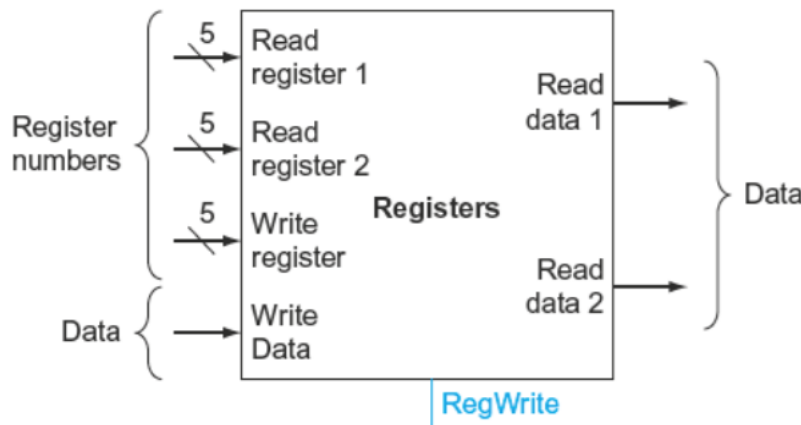 Register
numbers
5
Read
register 1
5
Read
register 2
5
Write
register
Data
Write
Data
Registers
Read
data 1
Read
data 2
Data
RegWrite